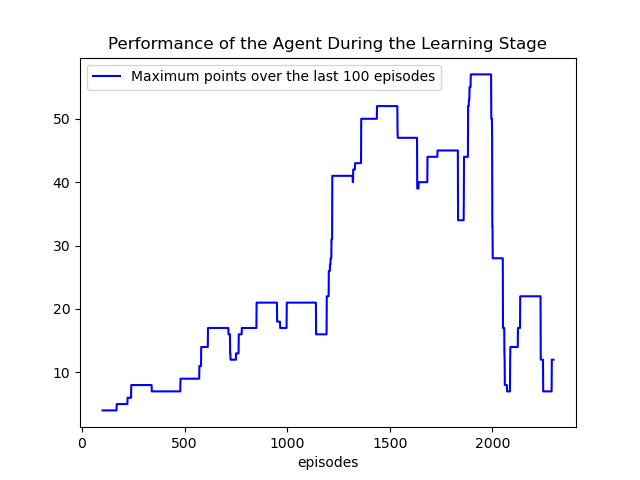 Performance of the Agent During the Learning Stage
Maximum points over the last 100 episodes
50
40
30
20
10
0 500 1000 1500 2000
episodes